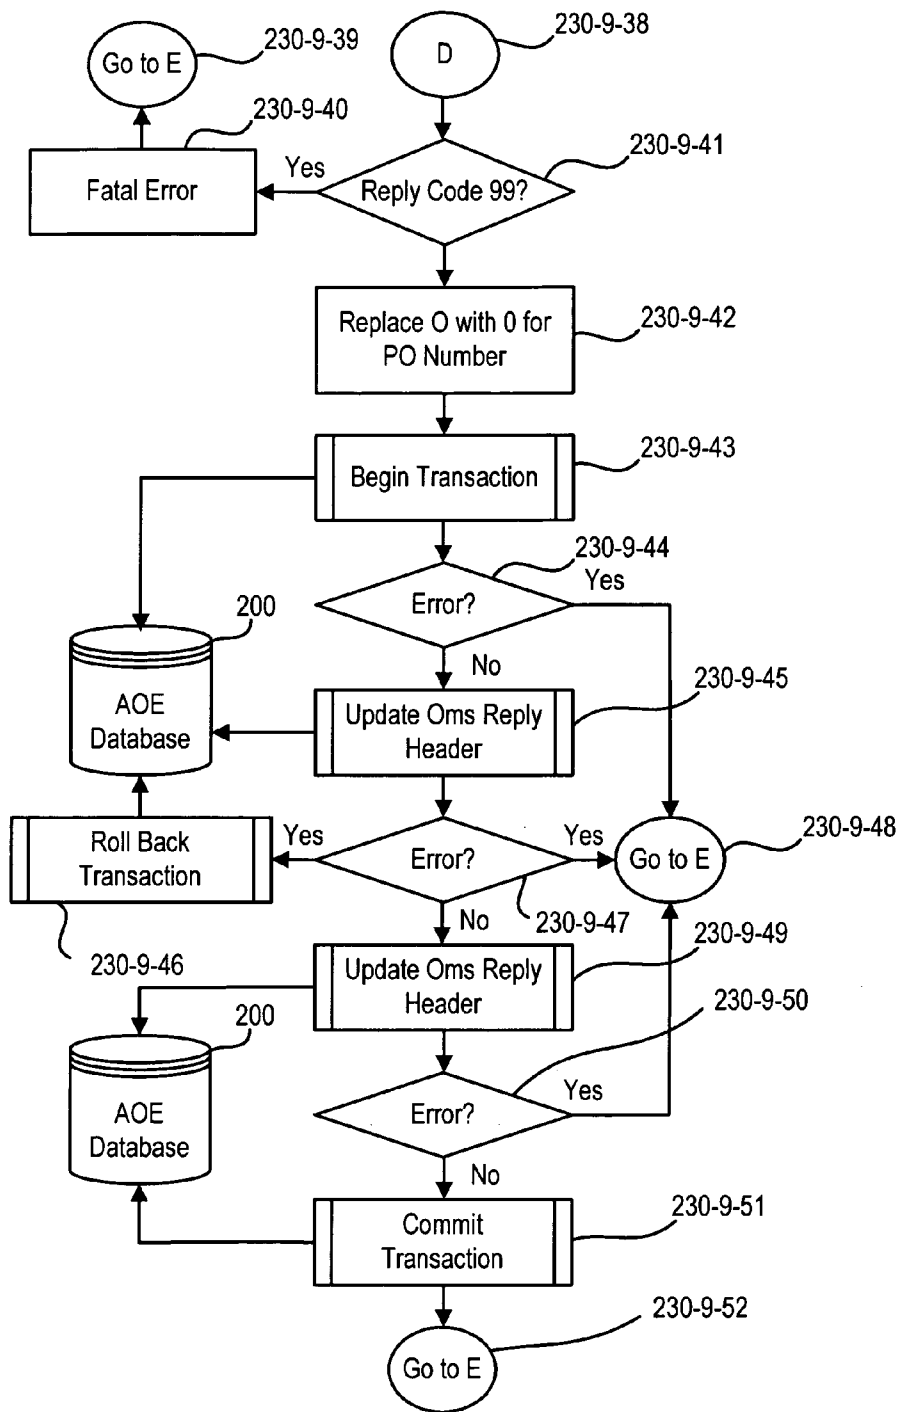 230-9-39
230-9-38
Go to E
D
230-9-40
230-9-41
Yes
Fatal Error
Reply Code 99?
Replace O with 0 for
PO Number
230-9-42
230-9-43
Begin Transaction
230-9-44
Yes
Error?
200
No
230-9-45
AOE
Database
Update Oms Reply
Header
Roll Back
Transaction
Yes
Error?
Yes
Go to E
230-9-48
No
230-9-47
230-9-46
230-9-49
Update Oms Reply
Header
230-9-50
200
AOE
Database
Error?
Yes
No
230-9-51
Commit
Transaction
230-9-52
Go to E